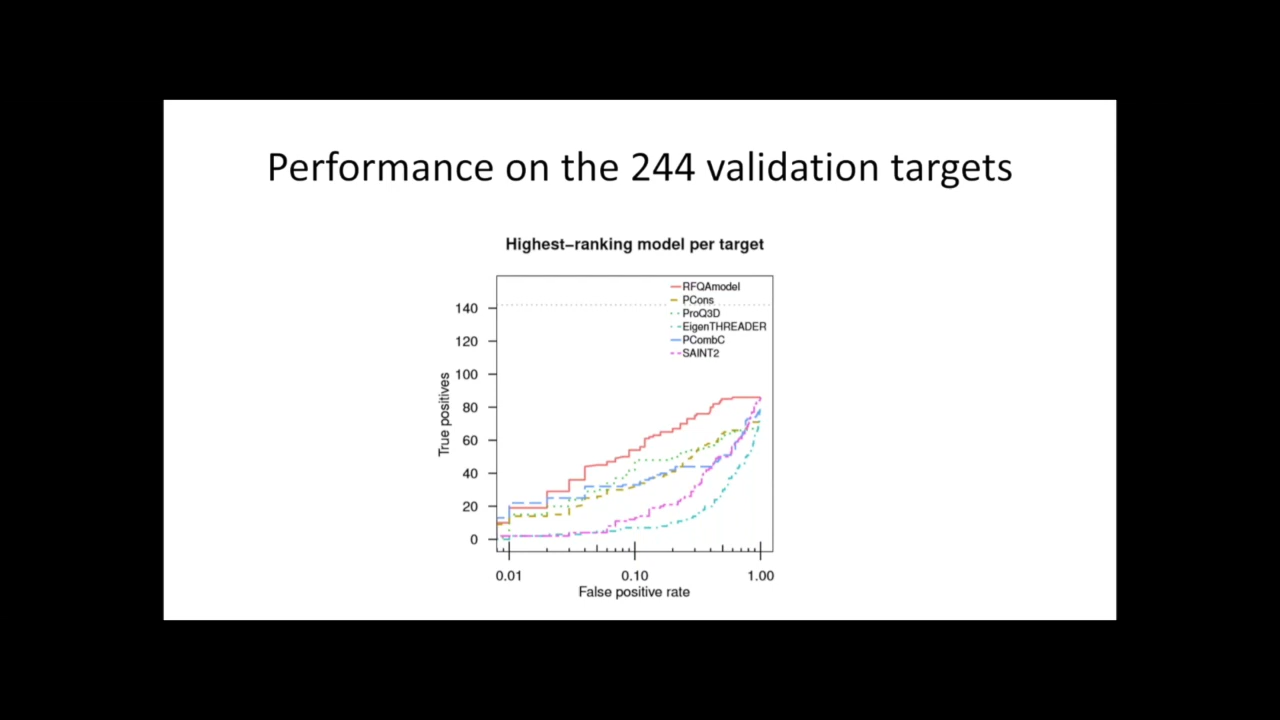 Performance on the 244 validation targets
Highest−ranking model per target
RFQAmodel
PCons
ProQ3D
EigenTHREADER
PCombC
SAINT2
140
120
100
80
60
40
20
0
True positives
0.01 0.10 1.00
False positive rate